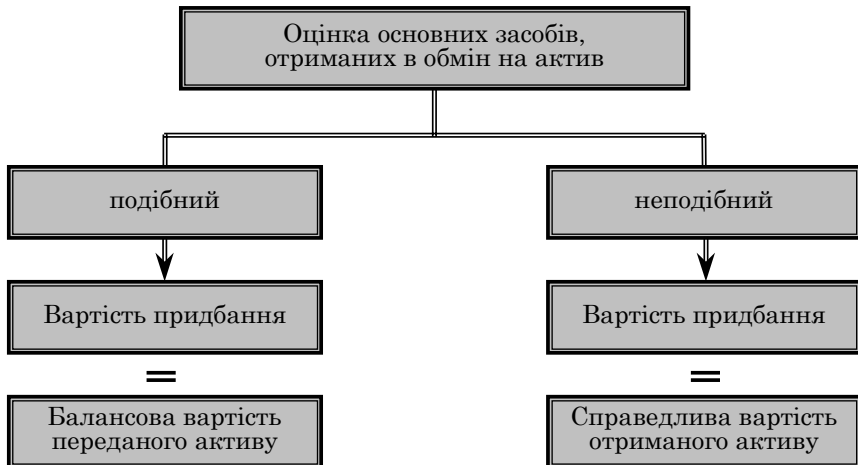 Оцінка основних засобів,
отриманих в обмін на актив
подібний
неподібний
Вартість придбання
Вартість придбання
=
=
Балансова вартість
переданого активу
Справедлива вартість
отриманого активу